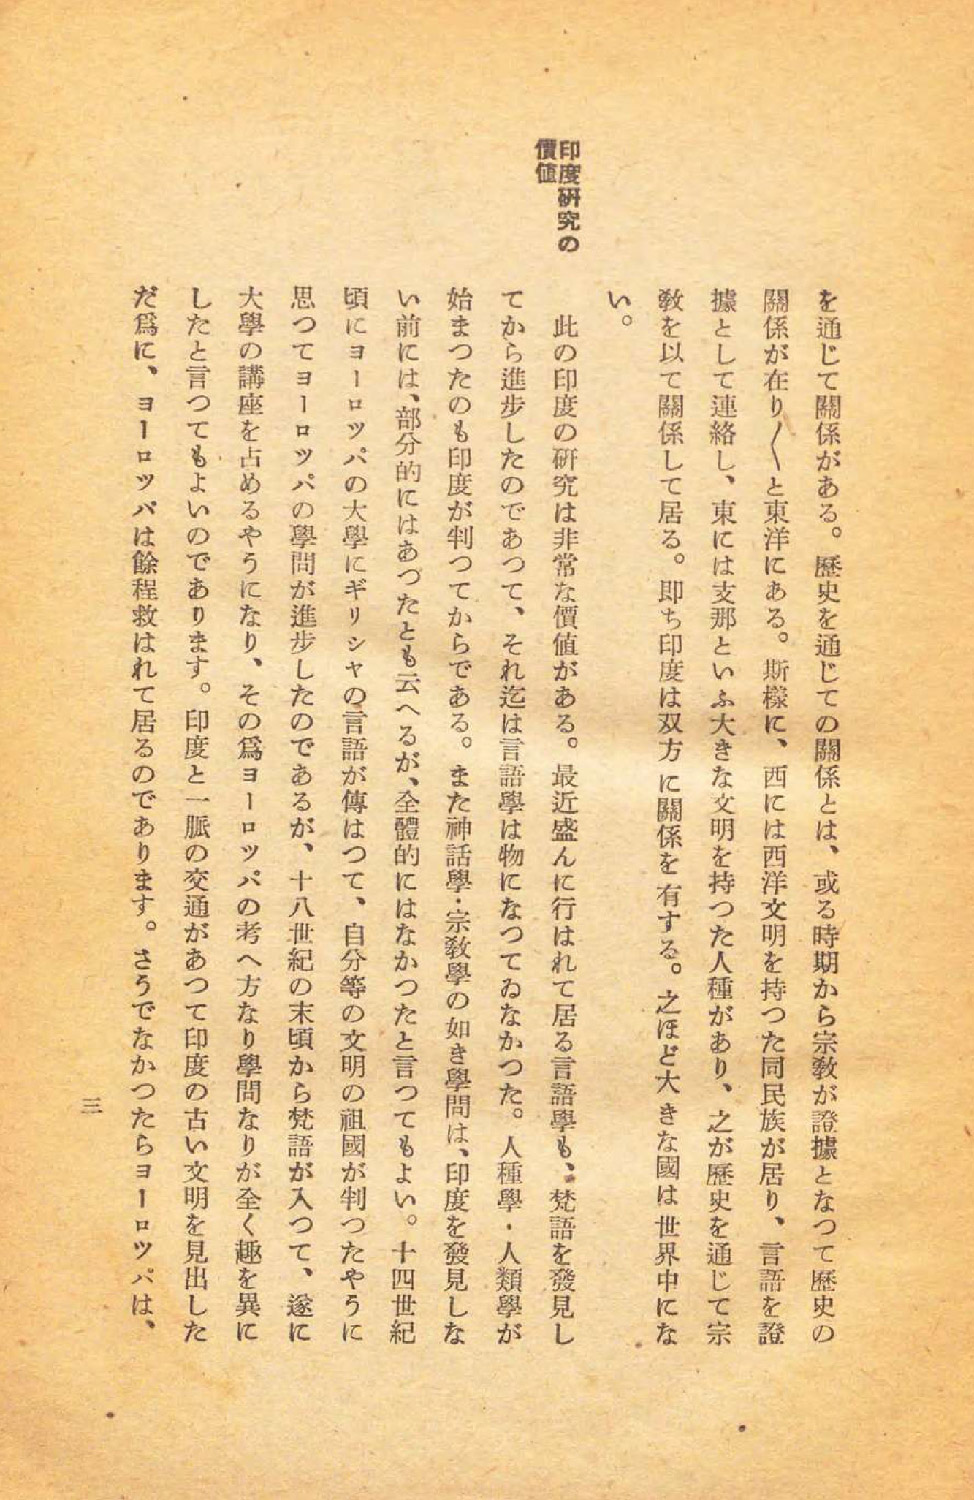 を通じて關係がある。歷史を通じての關係とは、或る時期から宗敎が證據となつて歷史の
關係が在り〱と東洋にある。斯樣に、西には西洋文明を持つた同民族が居り、言語を證
據として連絡し、東には支那といふ大きな文明を持つた人種があり、之が歷史を通じて宗
敎を以て關係して居る。即ち印度は双方に關係を有する。之ほど大きな國は世界中にな
い。
印度硏究の
價値
此の印度の硏究は非常な價値がある。最近盛んに行はれて居る言語學も、梵語を發見し
てから進步したのであつて、それ迄は言語學は物になつてゐなかつた。人種學・人類學が
始まつたのも印度が判つてからである。また神話學・宗敎學の如き學問は、印度を發見しな
い前には、部分的にはあつたとも云へるが、全體的にはなかつたと言つてもよい。十四世紀
頃にヨーロツパの大學にギリシャの言語が傳はつて、自分等の文明の祖國が判つたやうに
思つてヨーロツパの學問が進步したのであるが、十八世紀の末頃から梵語が入つて、遂に
大學の講座を占めるやうになり、その爲ヨーロツパの考へ方なり學問なりが全く趣を異に
したと言つてもよいのであります。印度と一脈の交通があつて印度の古い文明を見出した
だ爲に、ヨーロツパは餘程救はれて居るのであります。さうでなかつたらヨーロツパは、
三